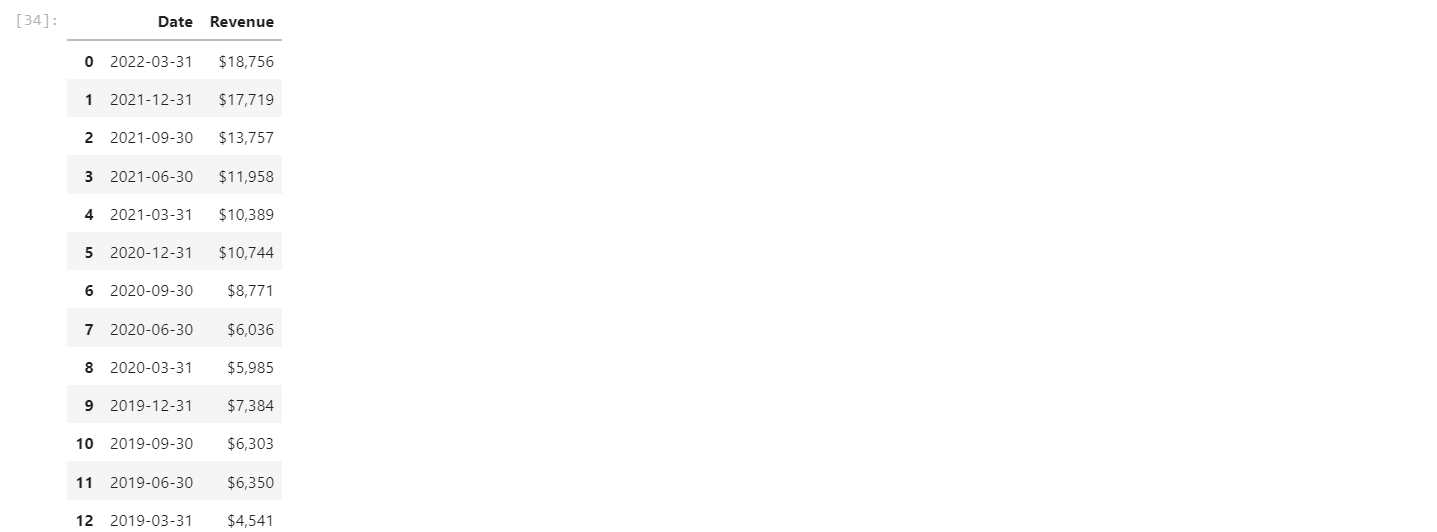 [34]:
Date Revenue
0 2022-03-31 $18,756
1 2021-12-31 $17,719
2 2021-09-30 $13,757
3 2021-06-30 $11,958
4 2021-03-31 $10,389
5 2020-12-31 $10,744
6 2020-09-30 $8,771
7 2020-06-30 $6,036
8 2020-03-31 $5,985
9 2019-12-31 $7,384
10 2019-09-30 $6,303
11 2019-06-30 $6,350
12 2019-03-31 $4,541